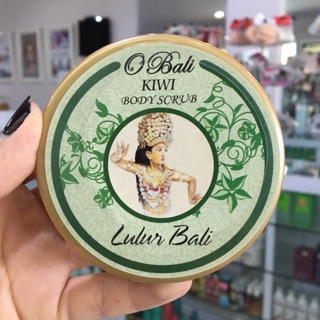 O Bali
KIWI
BODY SCRUB
Lulur Bali